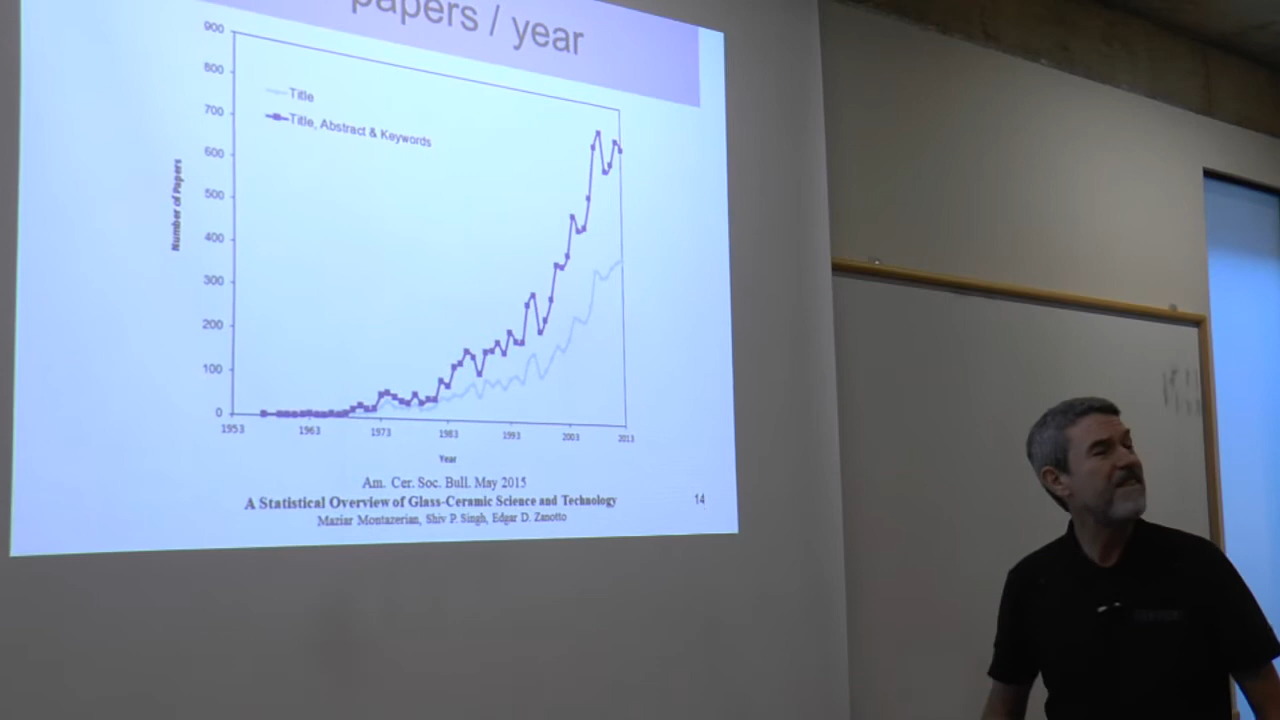 papers / year
900
800
700
600
500
400
300
200
100
0
Number of Papers
Title
Title, Abstract & Keywords
1953 1963 1973 1983 1993 2003 2013
Year
Am. Cer. Soc. Bull. May 2015
A Statistical Overview of Glass-Ceramic Science and Technology
Maziar Montazerian, Shiv P. Singh, Edgar D. Zanotto
14